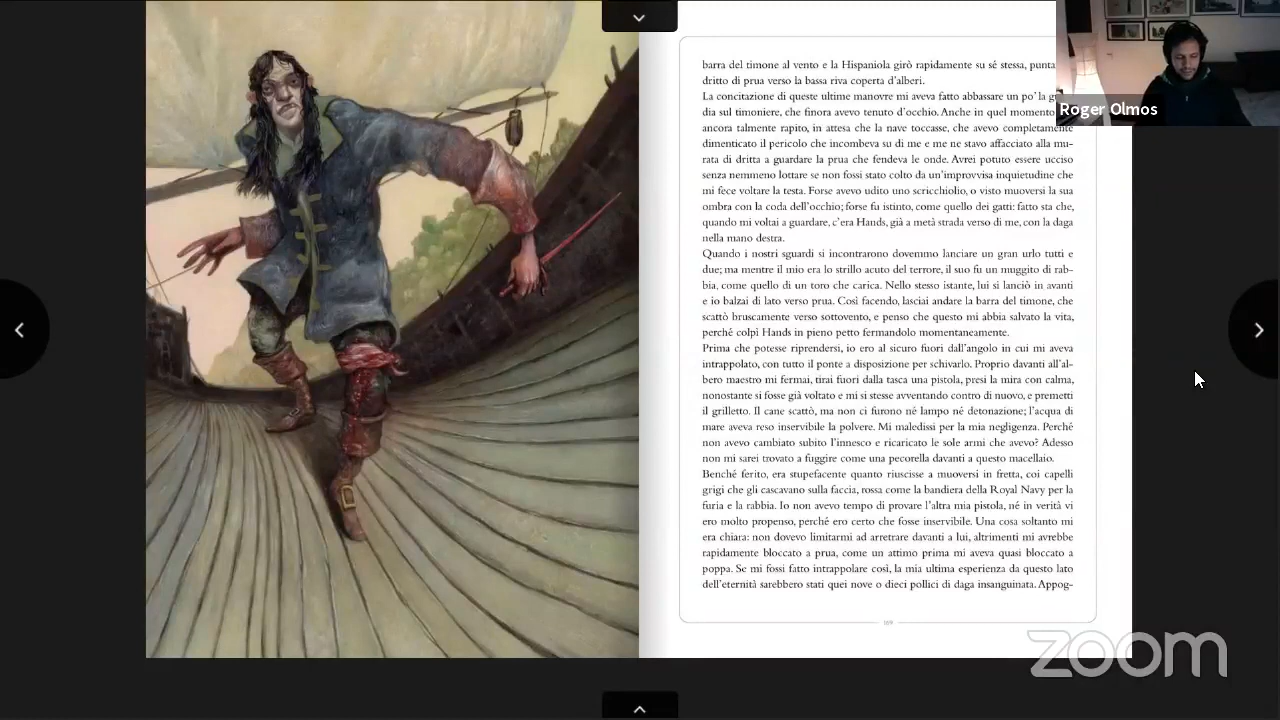 barra del timone al vento e la Hispaniola girò rapidamente su sé stessa,
dritto di prua verso la bassa riva coperta d'alberi.
La concitazione di queste ultime manovre mi aveva fatto abbassare un po' la
dia sul timoniere, che finora avevo tenuto d'occhio. Anche in quel momento
ancora talmente rapito, in attesa che la nave toccasse, che avevo completamente
dimenticato il pericolo che incombeva su di me e me ne stavo affacciato alla mu-
rata di dritta a guardare la prua che fendeva le onde. Avrei potuto essere ucciso
senza nemmeno lottare se non fossi stato colto da un'improvvisa inquietudine che
mi fece voltare la testa. Forse avevo udito uno scricchiolio, o visto muoversi la sua
ombra con la coda dell'occhio; forse fu istinto, come quello dei gatti: fatto sta che,
quando mi voltai a guardare, c'era Hands, già a metà strada verso di me, con la daga
nella mano destra.
Quando i nostri sguardi si incontrarono dovemmo lanciare un gran urlo tutti e
due; ma mentre il mio era lo strillo acuto del terrore, il suo fu un muggito di rab-
bia, come quello di un toro che carica. Nello stesso istante, lui si lanciò in avanti
e io balzai di lato verso prua. Così facendo, lasciai andare la barra del timone, che
scattò bruscamente verso sottovento, e penso che questo mi abbia salvato la vita,
perché colpì Hands in pieno petto fermandolo momentaneamente.
Prima che potesse riprendersi, io ero al sicuro fuori dall'angolo in cui mi aveva
intrappolato, con tutto il ponte a disposizione per schivarlo. Proprio davanti all'al-
bero maestro mi fermai, tirai fuori dalla tasca una pistola, presi la mira con calma,
nonostante si fosse già voltato e mi si stesse avventando contro di nuovo, e premetti
il grilletto. Il cane scattò, ma non ci furono né lampo né detonazione; l'acqua di
mare aveva reso inservibile la polvere. Mi maledissi per la mia negligenza. Perché
non avevo cambiato subito l'innesco e ricaricato le sole armi che avevo? Adesso
non mi sarei trovato a fuggire come una pecorella davanti a questo macellaio.
Benché ferito, era stupefacente quanto riuscisse a muoversi in fretta, coi capelli
grigi che gli cascavano sulla faccia, rossa come la bandiera della Royal Navy per la
furia e la rabbia. Io non avevo tempo di provare l'altra mia pistola, né in verità vi
ero molto propenso, perché ero certo che fosse inservibile. Una cosa soltanto mi
era chiara: non dovevo limitarmi ad arretrare davanti a lui, altrimenti mi avrebbe
rapidamente bloccato a prua, come un attimo prima mi aveva quasi bloccato a
poppa. Se mi fossi fatto intrappolare così, la mia ultima esperienza da questo lato
dell'eternità sarebbero stati quei nove o dieci pollici di daga insanguinata. Appog-
Roger Olmos
zoom